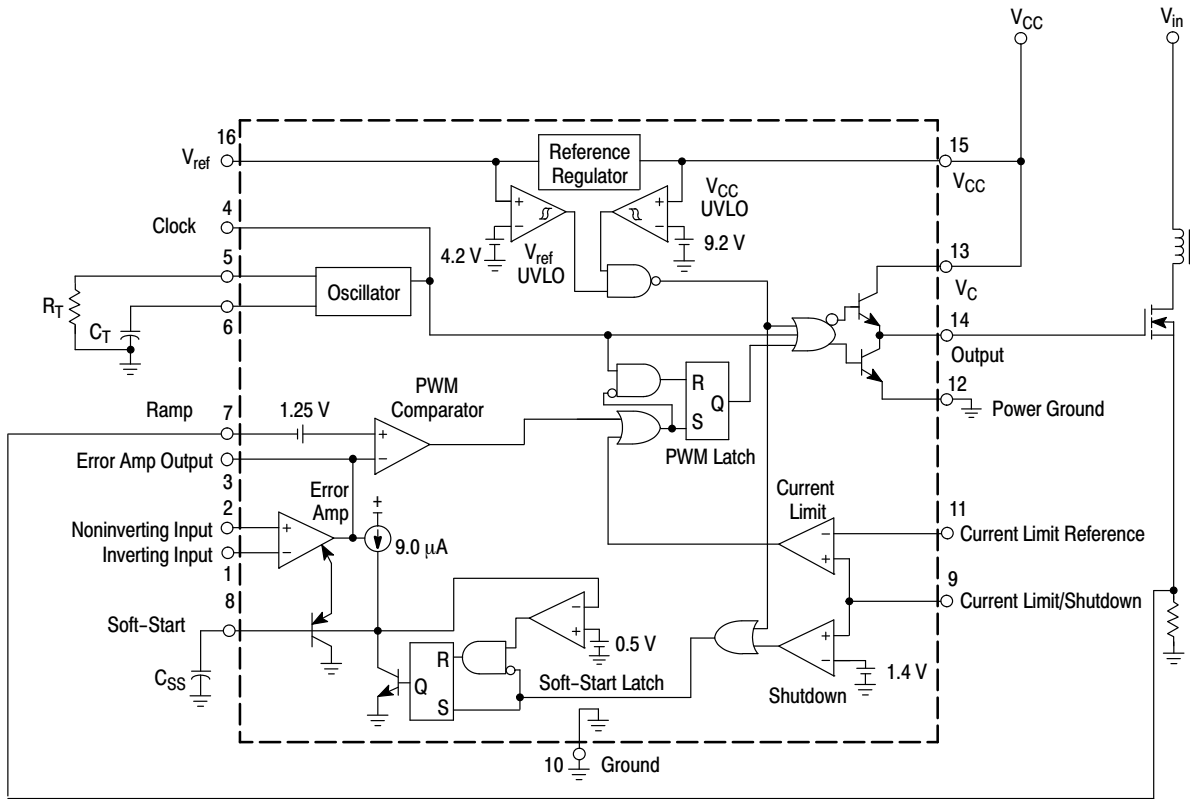 V_CC
V_in
16
V_ref
Reference
Regulator
15
V_CC
V_CC
UVLO
4
Clock
4.2 V
V_ref
UVLO
9.2 V
13
V_C
5
R_T
Oscillator
C_T
6
14
Output
12
Power Ground
PWM
Comparator
R
Q
S
PWM Latch
Ramp
7
1.25 V
Error Amp Output
3
2
Error
Amp
Noninverting Input
Inverting Input
9.0 μA
1
Current
Limit
11
Current Limit Reference
9
Current Limit/Shutdown
8
Soft-Start
C_SS
0.5 V
R
Q
S
Soft-Start Latch
1.4 V
Shutdown
10
Ground